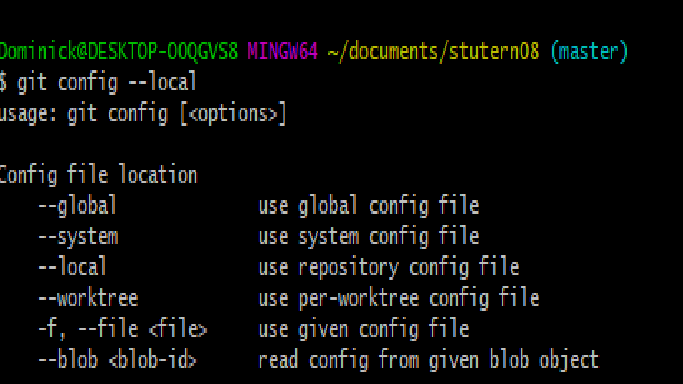 Dominick@DESKTOP-OOQGVS8 MINGW64 ~/documents/stutern08 (master)
$ git config --local
usage: git config [<options>]
Config file location
--global use global config file
--system use system config file
--local use repository config file
--worktree use per-worktree config file
-f, --file <file> use given config file
--blob <blob-id> read config from given blob object